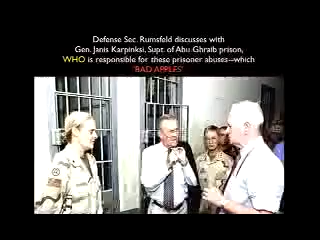 Defense Sec. Rumsfeld discusses with
Gen. Janis Karpinksi, Supt. of Abu Ghraib prison,
WHO is responsible for these prisoner abuses--which
"BAD APPLES"